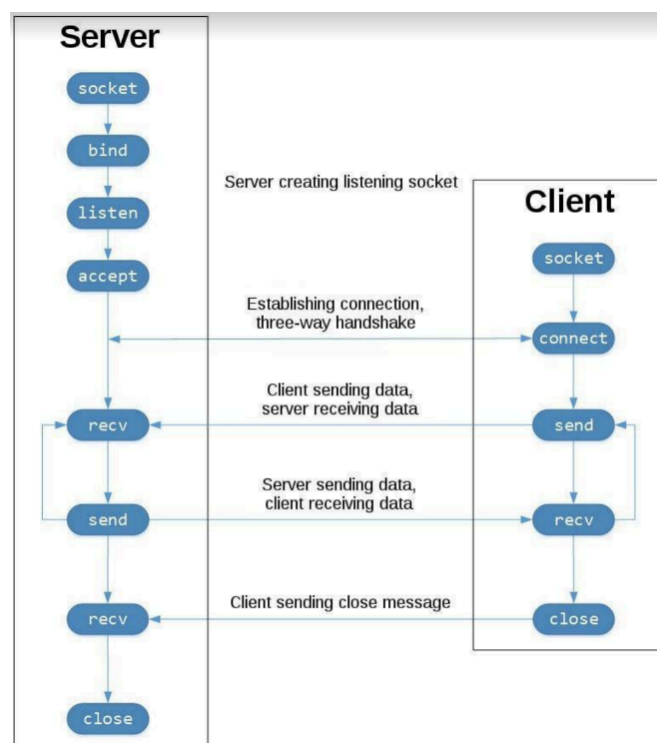 Server
socket
bind
listen
accept
recv
send
recv
close
Server creating listening socket
Establishing connection,
three-way handshake
Client sending data,
server receiving data
Server sending data,
client receiving data
Client sending close message
Client
socket
connect
send
recv
close